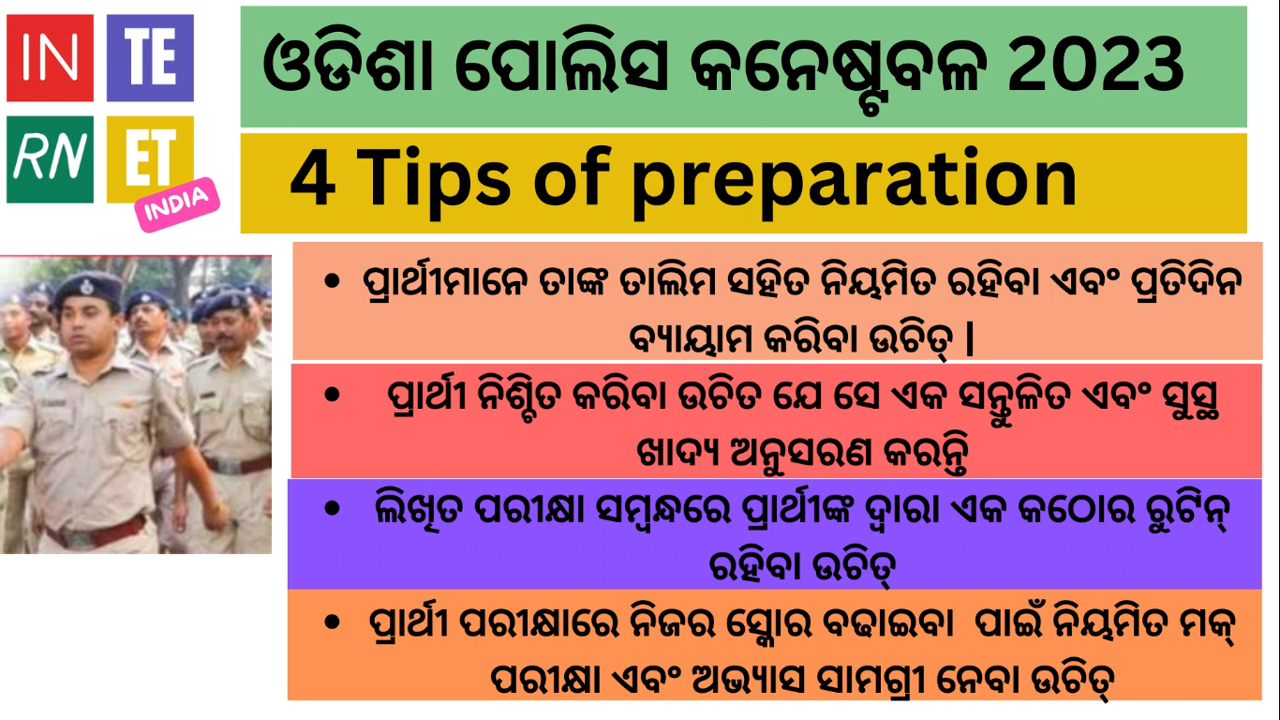 IN TE
RN ET
INDIA
ଓଡିଶା ପୋଲିସ କନେଷ୍ଟବଳ 2023
4 Tips of preparation
• ପ୍ରାର୍ଥୀମାନେ ତାଙ୍କ ତାଲିମ ସହିତ ନିୟମିତ ରହିବା ଏବଂ ପ୍ରତିଦିନ
ବ୍ୟାୟାମ କରିବା ଉଚିତ୍ |
• ପ୍ରାର୍ଥୀ ନିଶ୍ଚିତ କରିବା ଉଚିତ ଯେ ସେ ଏକ ସନ୍ତୁଳିତ ଏବଂ ସୁସ୍ଥ
ଖାଦ୍ୟ ଅନୁସରଣ କରନ୍ତି
• ଲିଖିତ ପରୀକ୍ଷା ସମ୍ବନ୍ଧରେ ପ୍ରାର୍ଥୀଙ୍କ ଦ୍ୱାରା ଏକ କଠୋର ରୁଟିନ୍
ରହିବା ଉଚିତ୍
• ପ୍ରାର୍ଥୀ ପରୀକ୍ଷାରେ ନିଜର ସ୍କୋର ବଢାଇବା ପାଇଁ ନିୟମିତ ମକ୍
ପରୀକ୍ଷା ଏବଂ ଅଭ୍ୟାସ ସାମଗ୍ରୀ ନେବା ଉଚିତ୍